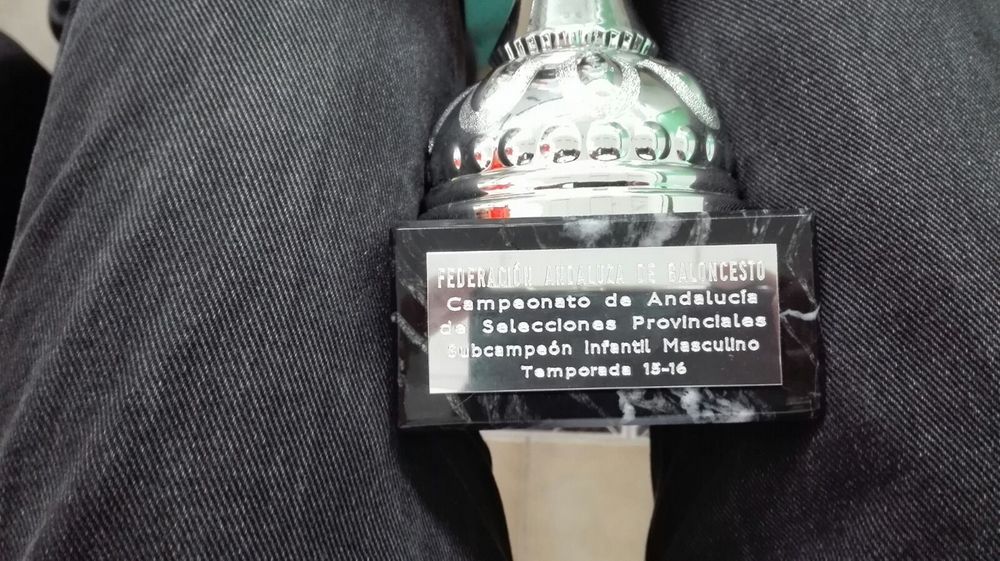 FEDERACIÓN ANDALUZA DE BALONCESTO
Campeonato de Andalucía
de Selecciones Provinciales
Subcampeón Infantil Masculino
Temporada 15-16